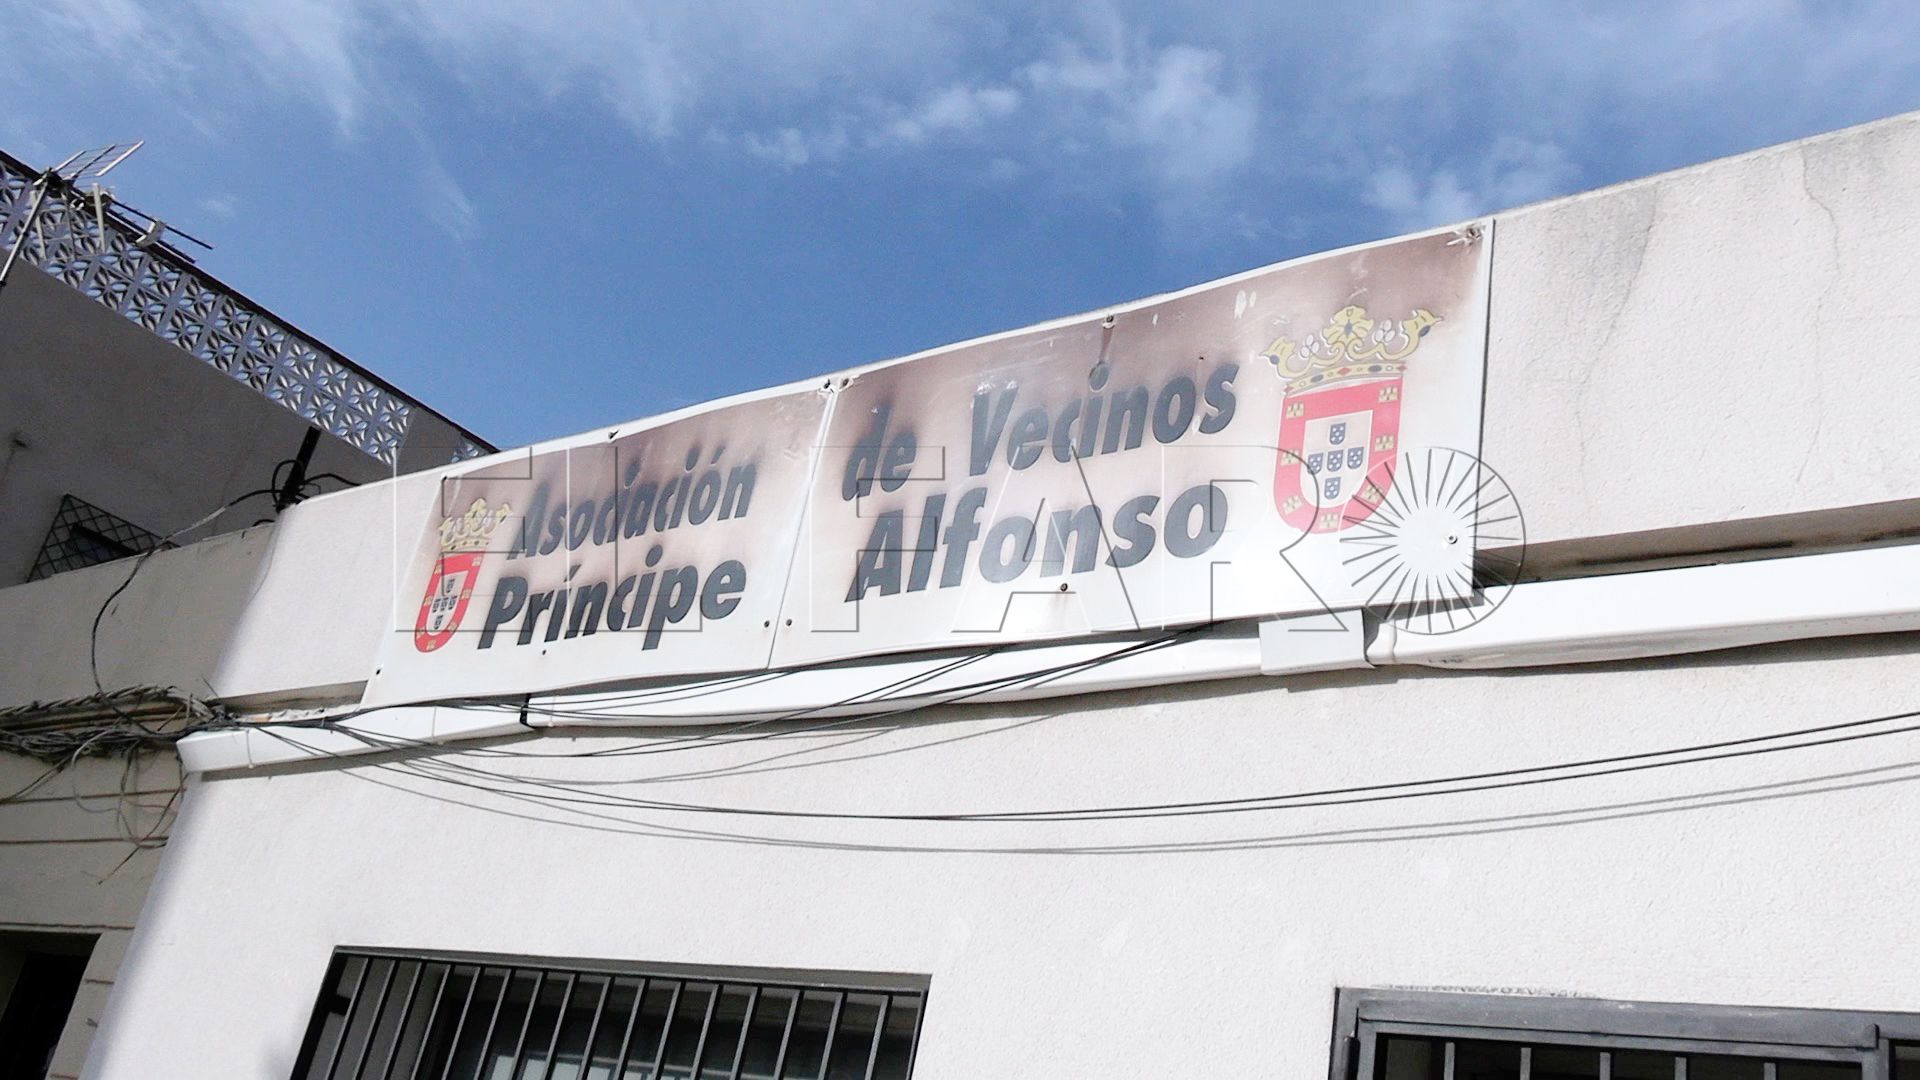 Asociación de Vecinos
Príncipe Alfonso
EL FARO